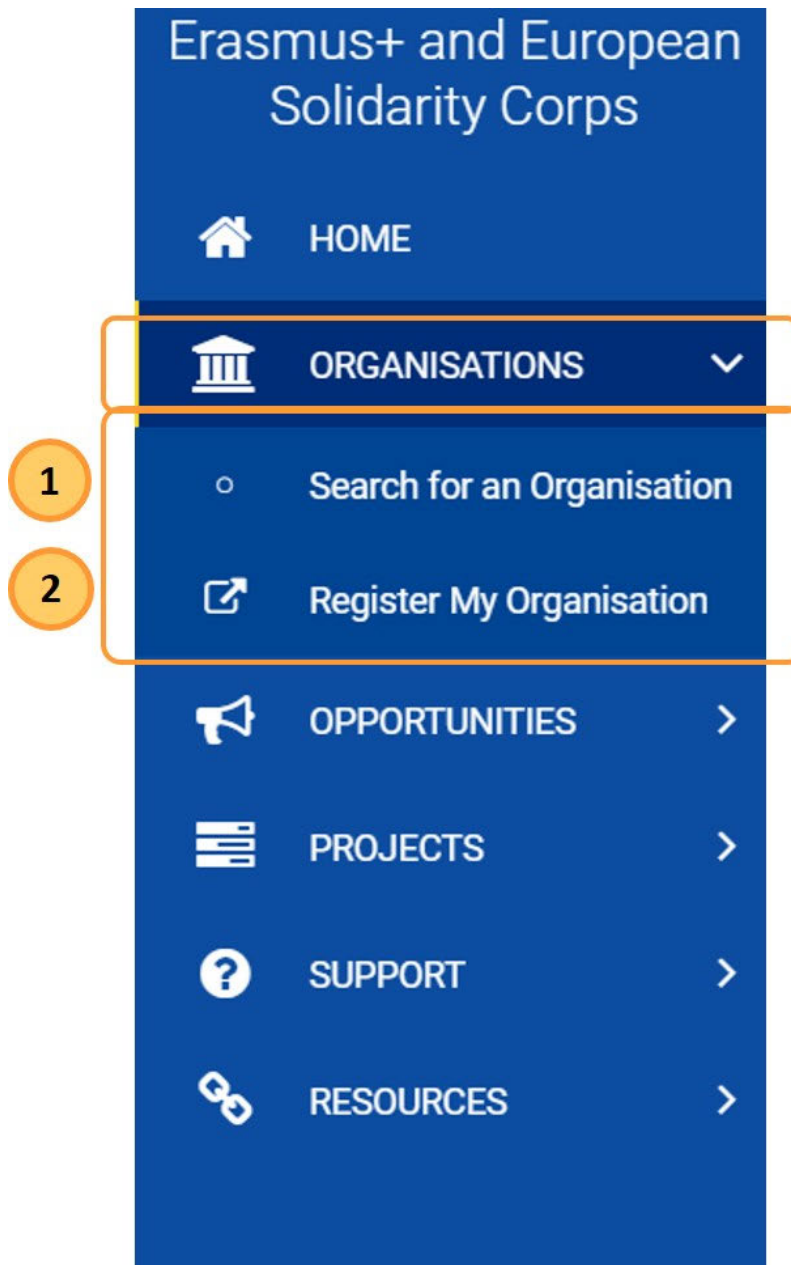 Erasmus+ and European
Solidarity Corps
HOME
ORGANISATIONS
1
Search for an Organisation
2
Register My Organisation
OPPORTUNITIES
PROJECTS
SUPPORT
RESOURCES